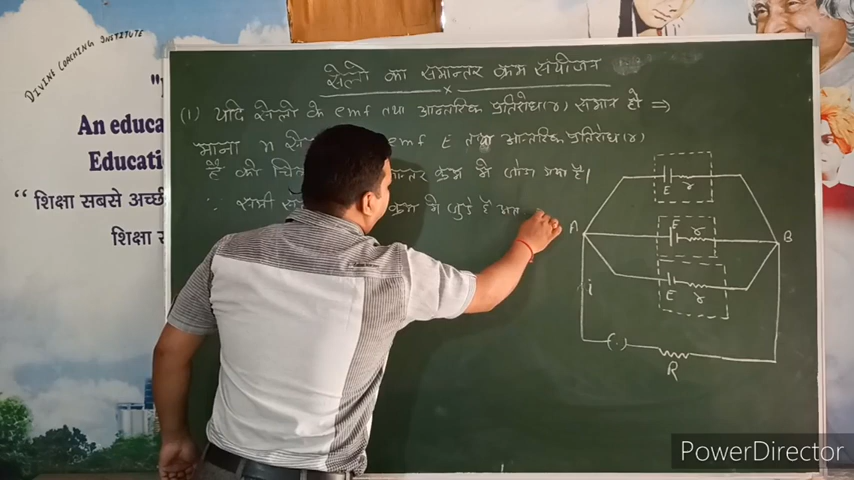 DIVINE COACHING INSTITUTE
An educa
Educati
" शिक्षा सबसे अच्छी
शिक्षा
सेलो का समान्तर क्रम संयोजन
(1) यदि सेलो के emf तथा आन्तरिक प्रतिरोध (r) समान हो ⇒
माना n emf E तथा आन्तरिक प्रतिरोध (r)
है को चित्र क्रम मे जोडा गया है।
∵ सभी क्रम मे जुडे है अतः
E r
A E r B
i E r
( )
R
PowerDirector